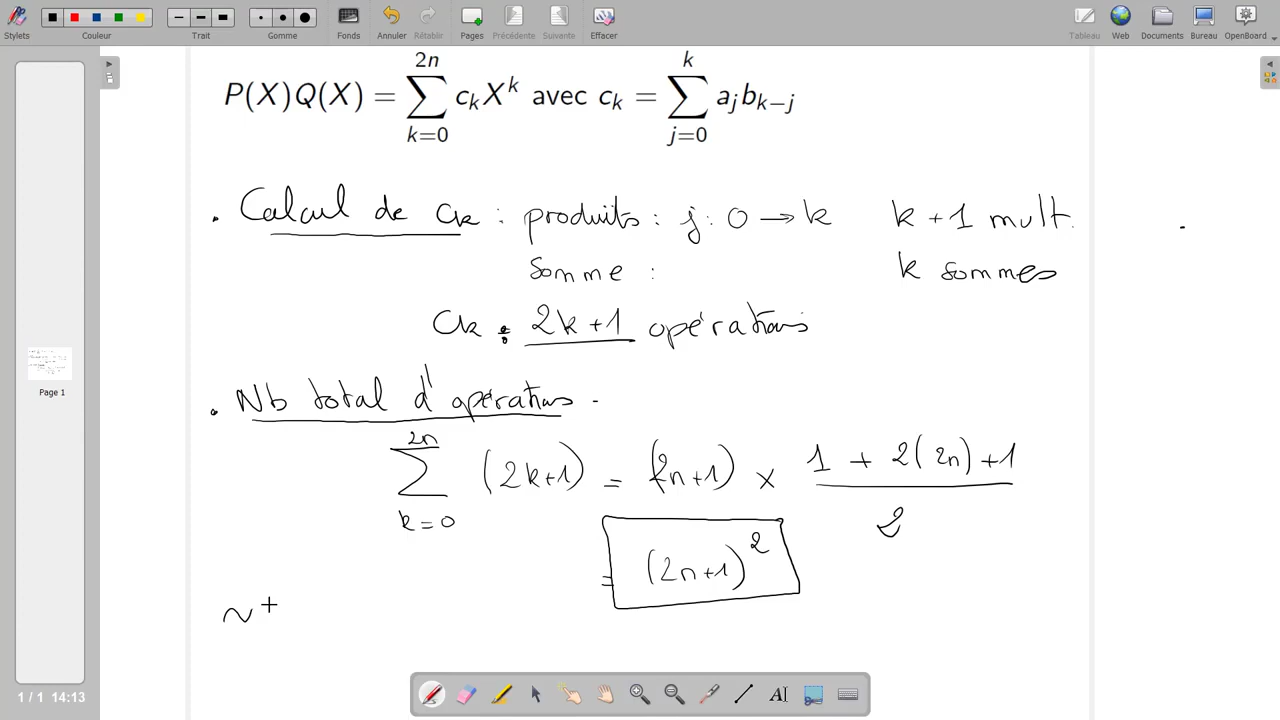 Stylets Couleur Trait Gomme Fonds Annuler Rétablir Pages Précédente Suivante Effacer Tableau Web Documents Bureau OpenBoard
P(X)Q(X) = ∑_{k=0}^{2n} c_k X^k avec c_k = ∑_{j=0}^{k} a_j b_{k−j}
. Calcul de Ck : produits : j : 0 → k k + 1 mult.
Somme : k sommes
Ck : 2k+1 opérations
Page 1
. Nb total d'opérations .
∑_{k=0}^{2n} (2k+1) = (2n+1) × (1 + 2(2n) + 1) / 2
= (2n+1)^2
~
1 / 1 14:13